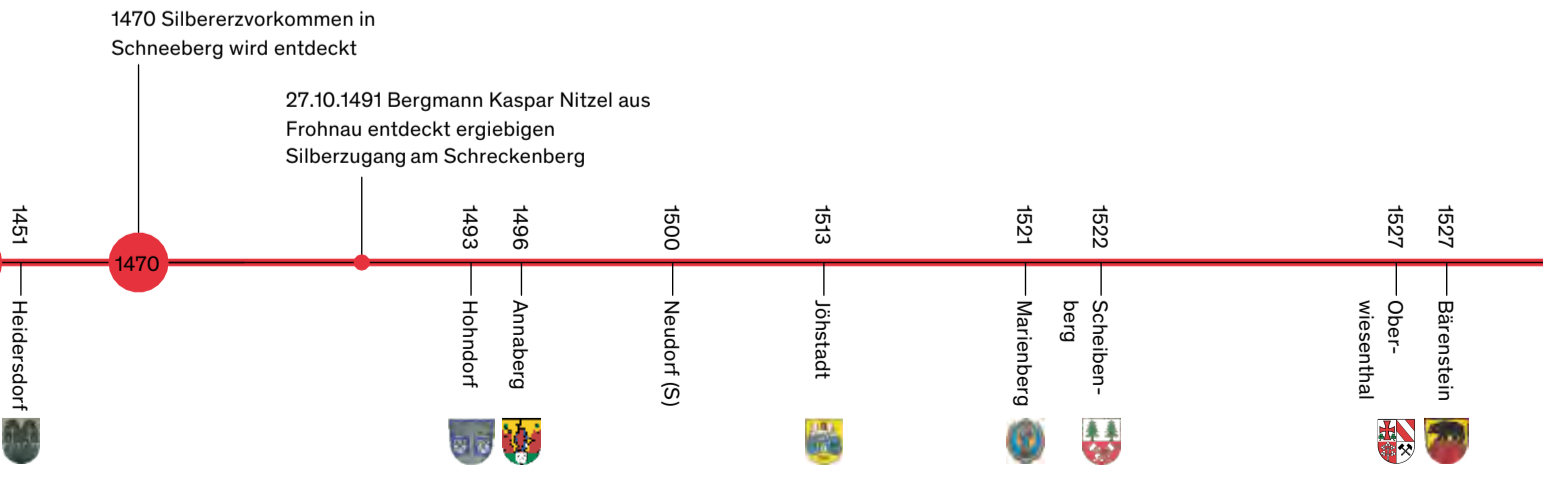 1470 Silbererzvorkommen in
Schneeberg wird entdeckt
27.10.1491 Bergmann Kaspar Nitzel aus
Frohnau entdeckt ergiebigen
Silberzugang am Schreckenberg
1451
1470
1493
1496
1500
1513
1521
1522
1527
1527
Heidersdorf
Hohndorf
Annaberg
Neudorf (S)
Jöhstadt
Marienberg
Scheiben-
berg
Ober-
wiesenthal
Bärenstein